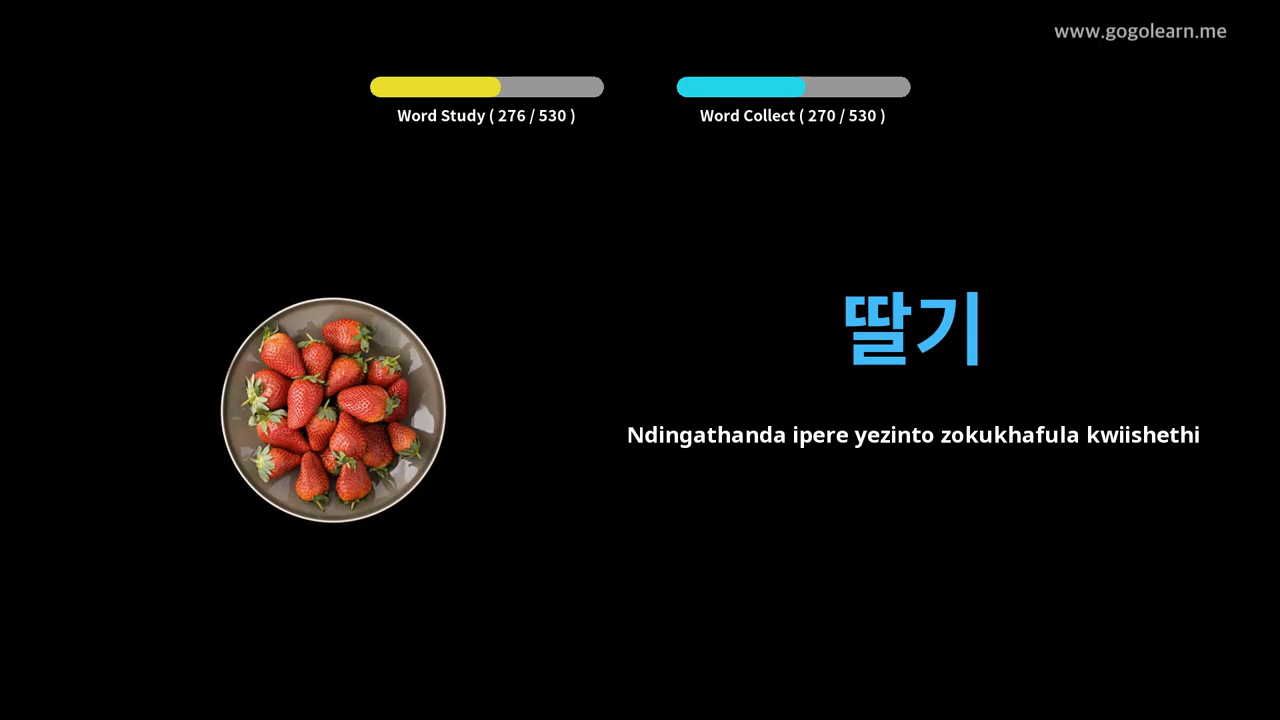 www.gogolearn.me
Word Study ( 276 / 530 )
Word Collect ( 270 / 530 )
딸기
Ndingathanda ipere yezinto zokukhafula kwiishethi